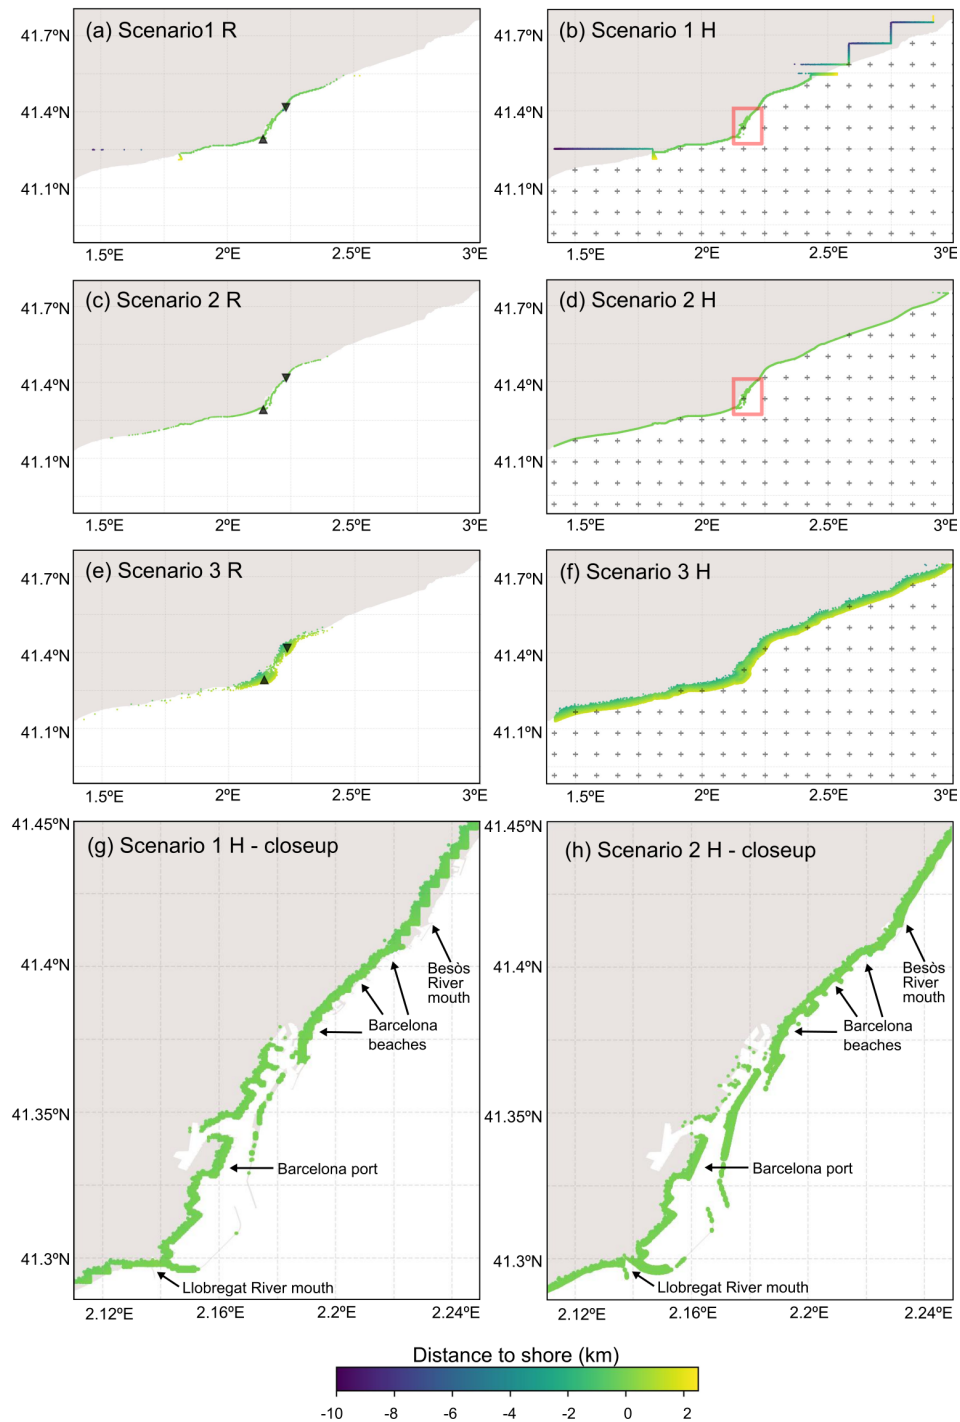 (a) Scenario1 R
(b) Scenario 1 H
41.7ºN
41.4ºN
41.1ºN
41.7ºN
41.4ºN
41.1ºN
1.5ºE 2ºE 2.5ºE 3ºE
1.5ºE 2ºE 2.5ºE 3ºE
(c) Scenario 2 R
(d) Scenario 2 H
41.7ºN
41.4ºN
41.1ºN
41.7ºN
41.4ºN
41.1ºN
1.5ºE 2ºE 2.5ºE 3ºE
1.5ºE 2ºE 2.5ºE 3ºE
(e) Scenario 3 R
(f) Scenario 3 H
41.7ºN
41.4ºN
41.1ºN
41.7ºN
41.4ºN
41.1ºN
1.5ºE 2ºE 2.5ºE 3ºE
1.5ºE 2ºE 2.5ºE 3ºE
(g) Scenario 1 H - closeup
41.45ºN
41.4ºN
41.35ºN
41.3ºN
Besòs
River
mouth
Barcelona
beaches
Barcelona port
Llobregat River mouth
2.12ºE 2.16ºE 2.2ºE 2.24ºE
(h) Scenario 2 H - closeup
41.45ºN
41.4ºN
41.35ºN
41.3ºN
Besòs
River
mouth
Barcelona
beaches
Barcelona port
Llobregat River mouth
2.12ºE 2.16ºE 2.2ºE 2.24ºE
Distance to shore (km)
-10 -8 -6 -4 -2 0 2